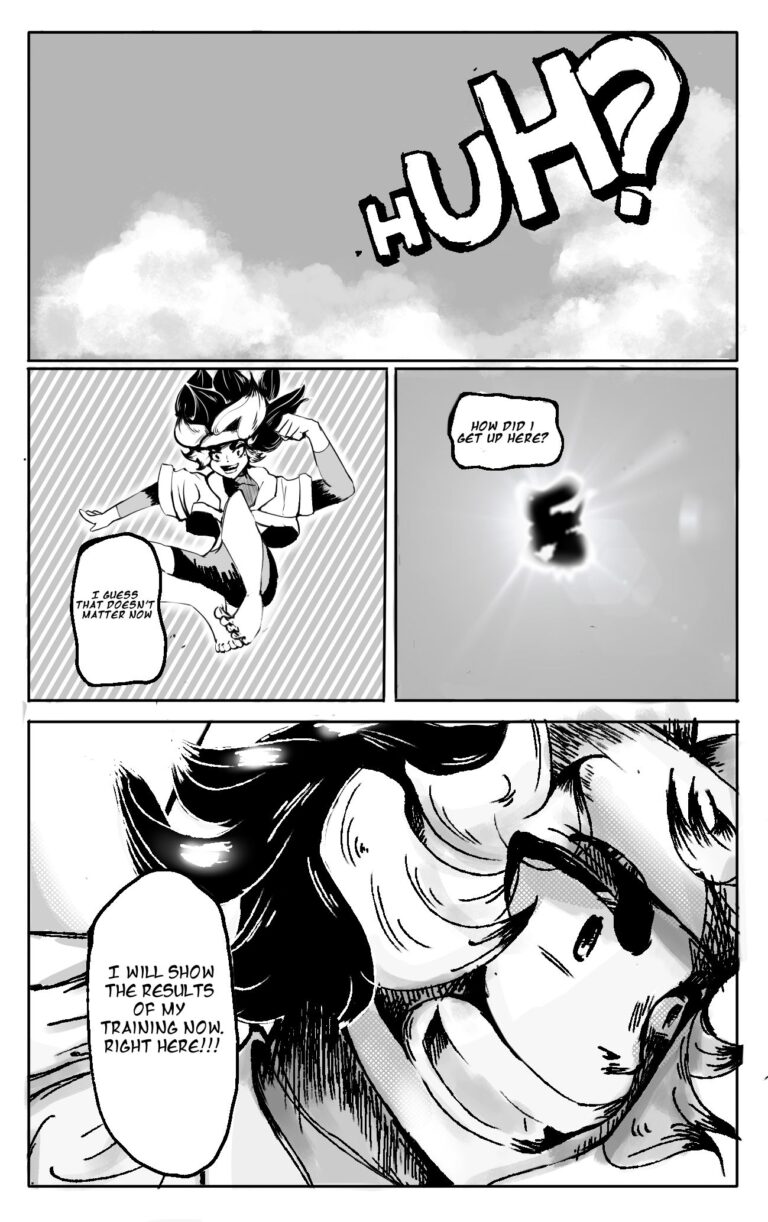 HUH?
HOW DID I
GET UP HERE?
I GUESS
THAT DOESN'T
MATTER NOW
I WILL SHOW
THE RESULTS
OF MY
TRAINING NOW.
RIGHT HERE!!!